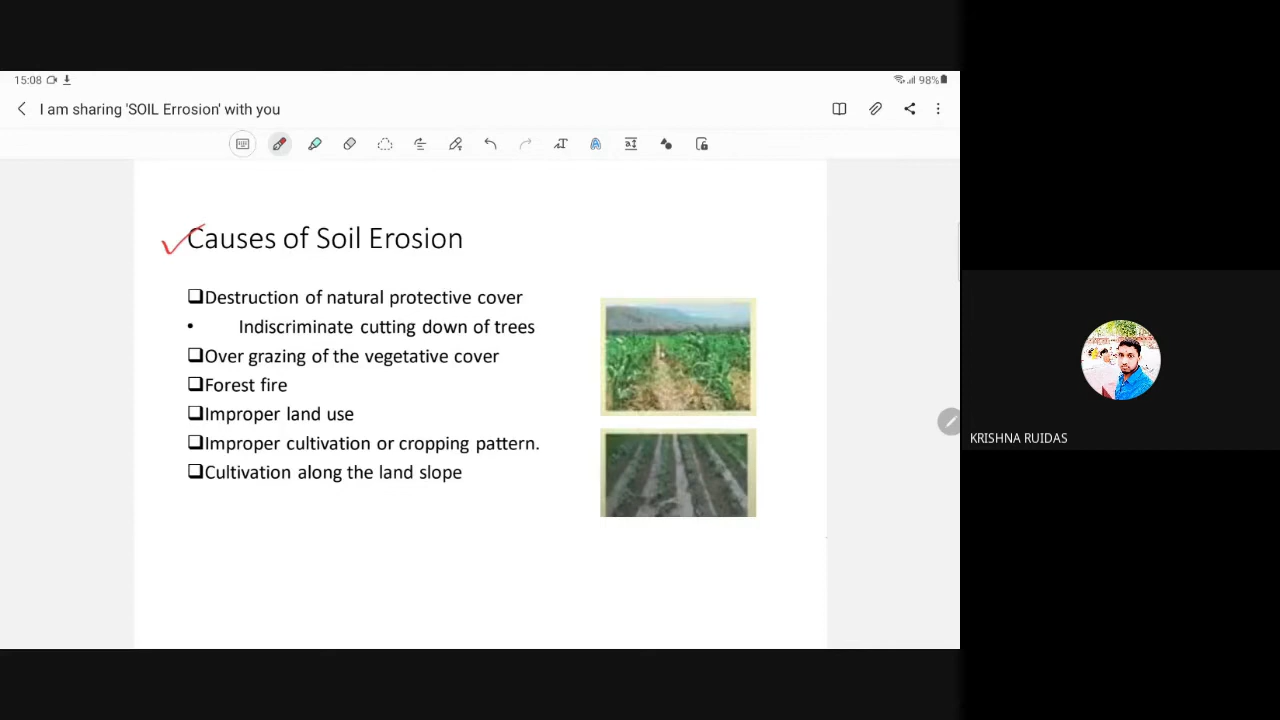 15:08
98%
I am sharing 'SOIL Errosion' with you
Causes of Soil Erosion
❑Destruction of natural protective cover
• Indiscriminate cutting down of trees
❑Over grazing of the vegetative cover
❑Forest fire
❑Improper land use
❑Improper cultivation or cropping pattern.
❑Cultivation along the land slope
KRISHNA RUIDAS